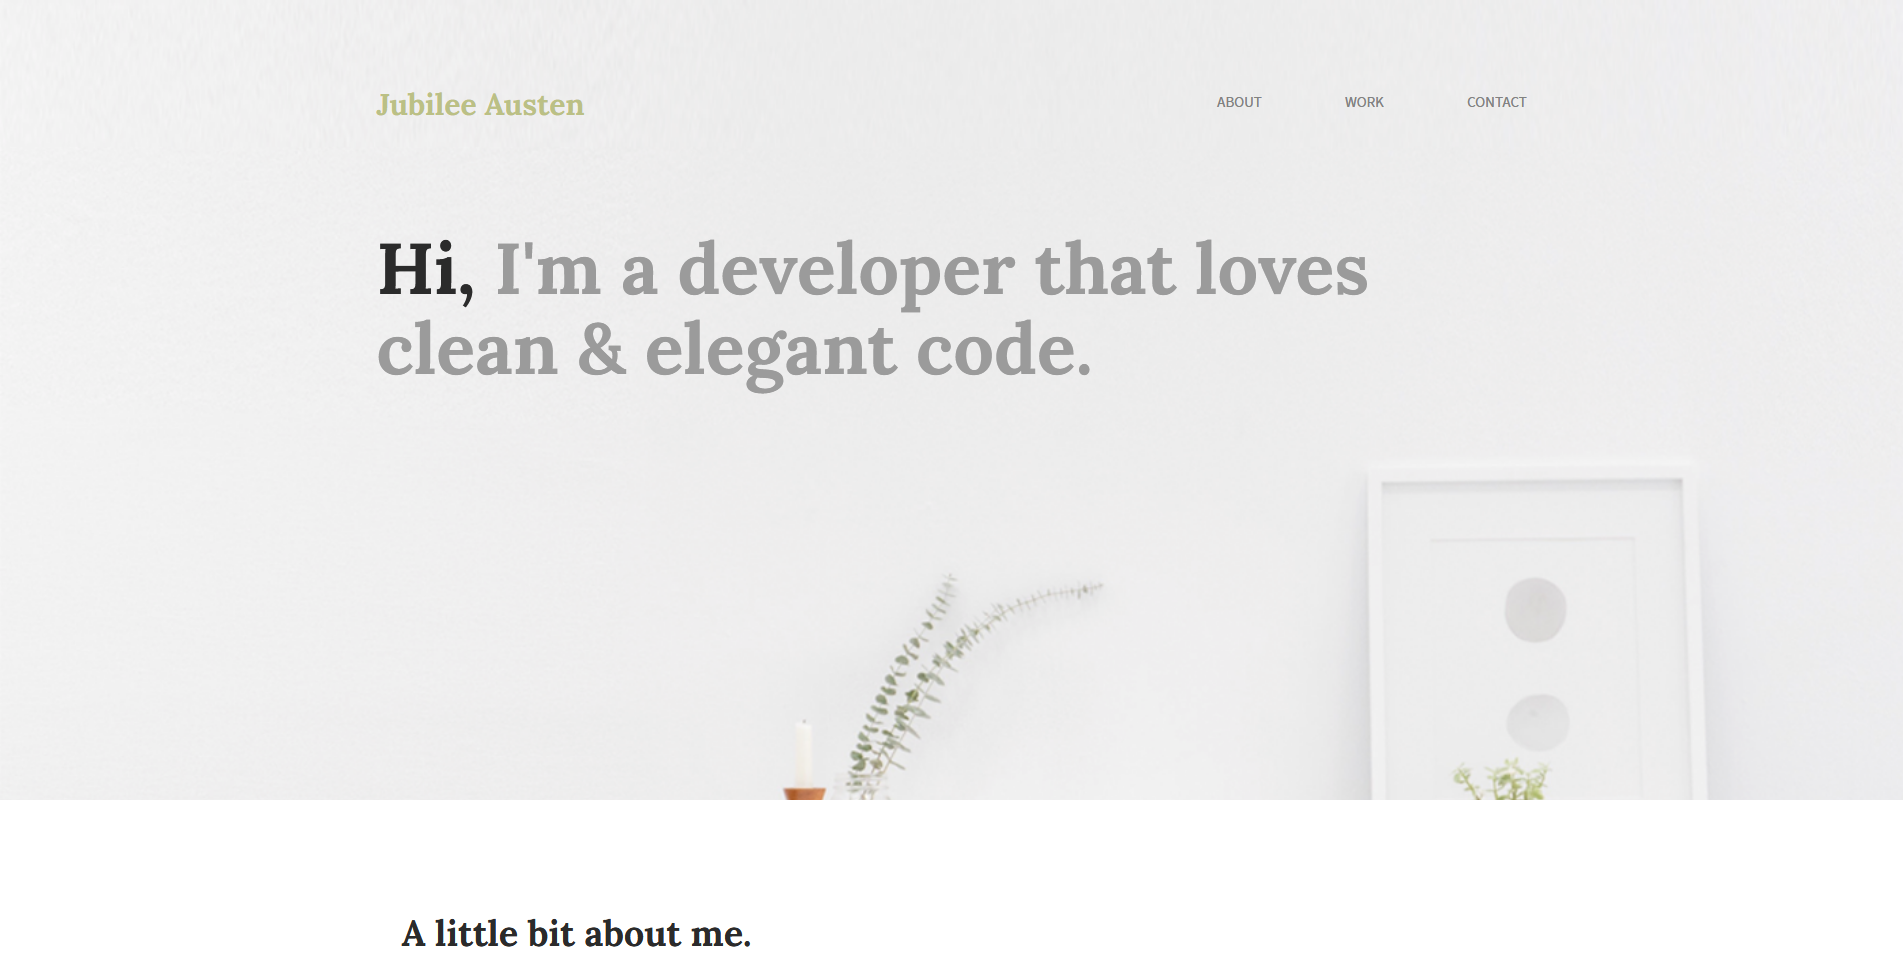 Jubilee Austen
ABOUT WORK CONTACT
Hi, I'm a developer that loves
clean & elegant code.
A little bit about me.